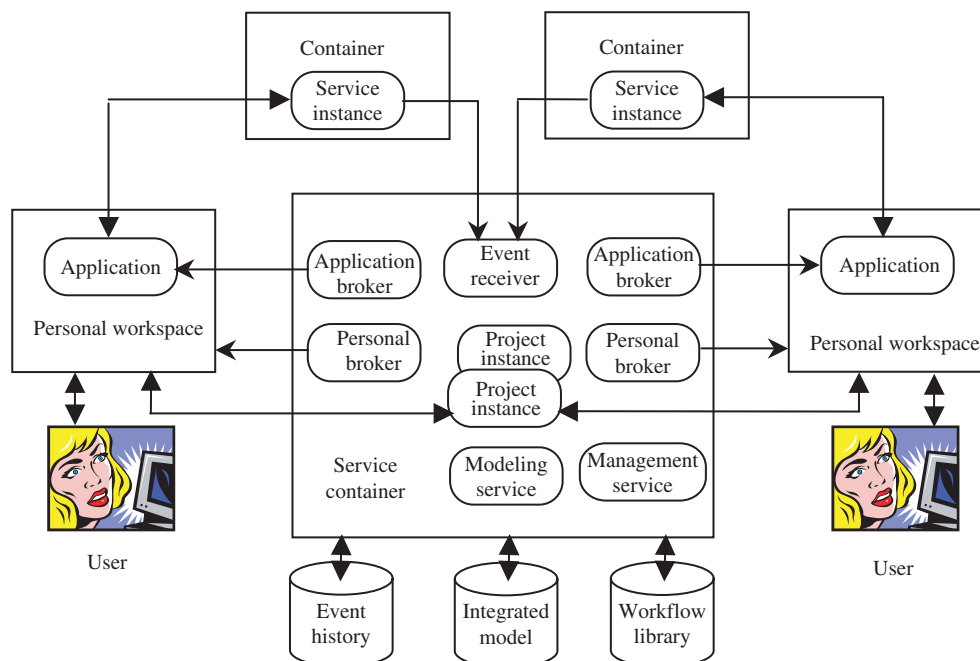 Container
Service
instance
Container
Service
instance
Application
Personal workspace
Application
broker
Event
receiver
Application
broker
Application
Personal workspace
Personal
broker
Project
instance
Personal
broker
Project
instance
Service
container
Modeling
service
Management
service
User
User
Event
history
Integrated
model
Workflow
library